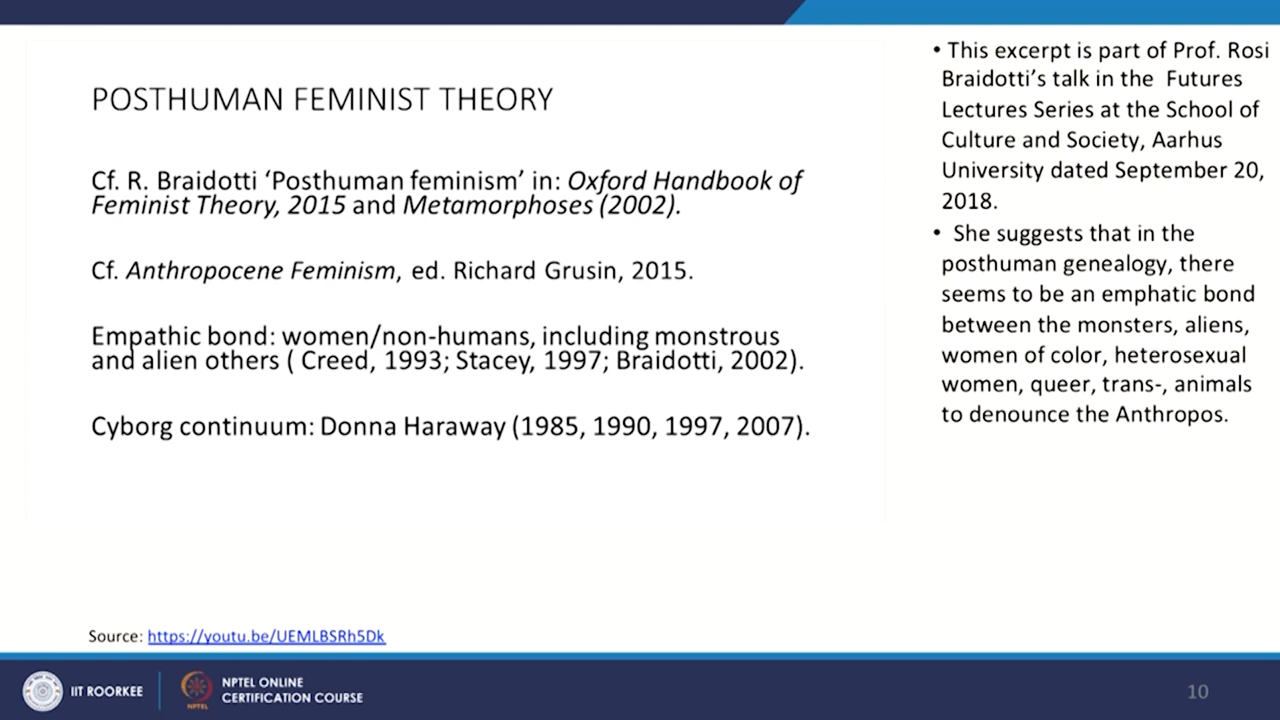 POSTHUMAN FEMINIST THEORY
Cf. R. Braidotti ‘Posthuman feminism’ in: Oxford Handbook of
Feminist Theory, 2015 and Metamorphoses (2002).
Cf. Anthropocene Feminism, ed. Richard Grusin, 2015.
Empathic bond: women/non-humans, including monstrous
and alien others ( Creed, 1993; Stacey, 1997; Braidotti, 2002).
Cyborg continuum: Donna Haraway (1985, 1990, 1997, 2007).
• This excerpt is part of Prof. Rosi
Braidotti’s talk in the Futures
Lectures Series at the School of
Culture and Society, Aarhus
University dated September 20,
2018.
• She suggests that in the
posthuman genealogy, there
seems to be an emphatic bond
between the monsters, aliens,
women of color, heterosexual
women, queer, trans-, animals
to denounce the Anthropos.
Source: https://youtu.be/UEMLBSRh5Dk
IIT ROORKEE
NPTEL
NPTEL ONLINE
CERTIFICATION COURSE
10